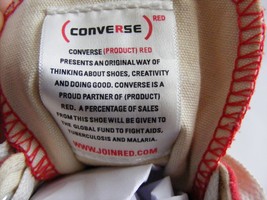 (CONVERSE) RED
CONVERSE (PRODUCT) RED
PRESENTS AN ORIGINAL WAY OF
THINKING ABOUT SHOES, CREATIVITY
AND DOING GOOD. CONVERSE IS A
PROUD PARTNER OF (PRODUCT)
RED. A PERCENTAGE OF SALES
FROM THIS SHOE WILL BE GIVEN TO
THE GLOBAL FUND TO FIGHT AIDS,
TUBERCULOSIS AND MALARIA.
WWW.JOINRED.COM